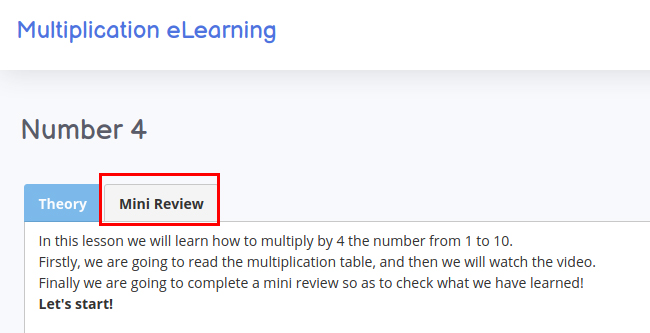 Multiplication eLearning
Number 4
Theory
Mini Review
In this lesson we will learn how to multiply by 4 the number from 1 to 10.
Firstly, we are going to read the multiplication table, and then we will watch the video.
Finally we are going to complete a mini review so as to check what we have learned!
Let's start!